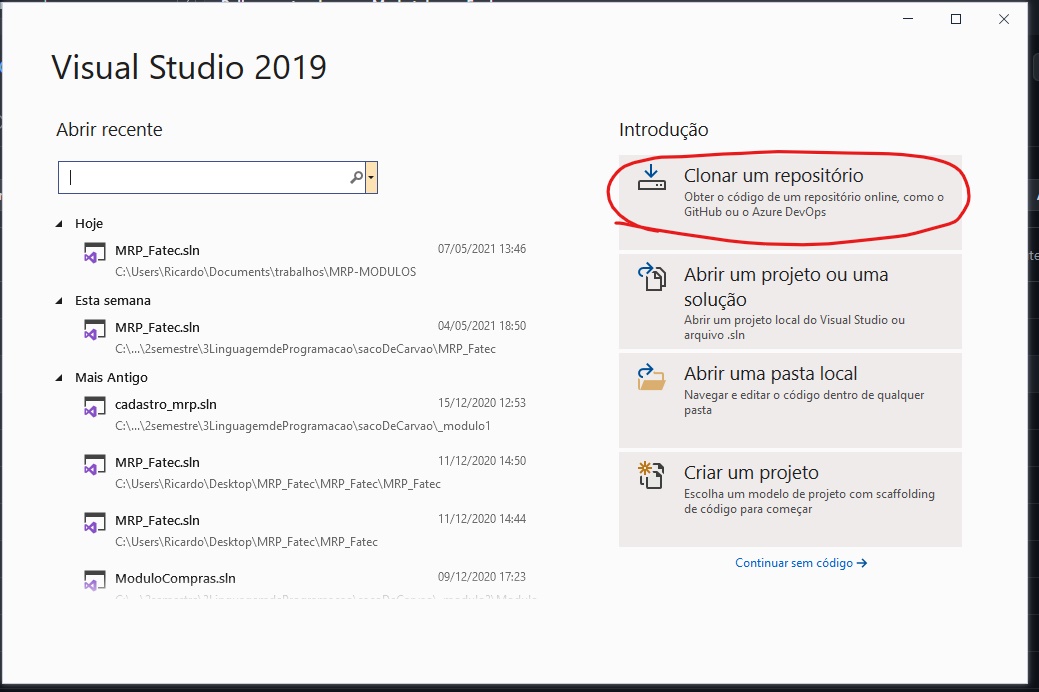 Visual Studio 2019
Abrir recente
Hoje
MRP_Fatec.sln 07/05/2021 13:46
C:\Users\Ricardo\Documents\trabalhos\MRP-MODULOS
Esta semana
MRP_Fatec.sln 04/05/2021 18:50
C:\...\2semestre\3LinguagemdeProgramacao\sacoDeCarvao\MRP_Fatec
Mais Antigo
cadastro_mrp.sln 15/12/2020 12:53
C:\...\2semestre\3LinguagemdeProgramacao\sacoDeCarvao\_modulo1
MRP_Fatec.sln 11/12/2020 14:50
C:\Users\Ricardo\Desktop\MRP_Fatec\MRP_Fatec\MRP_Fatec
MRP_Fatec.sln 11/12/2020 14:44
C:\Users\Ricardo\Desktop\MRP_Fatec\MRP_Fatec
ModuloCompras.sln 09/12/2020 17:23
Introdução
Clonar um repositório
Obter o código de um repositório online, como o
GitHub ou o Azure DevOps
Abrir um projeto ou uma
solução
Abrir um projeto local do Visual Studio ou
arquivo .sln
Abrir uma pasta local
Navegar e editar o código dentro de qualquer
pasta
Criar um projeto
Escolha um modelo de projeto com scaffolding
de código para começar
Continuar sem código →